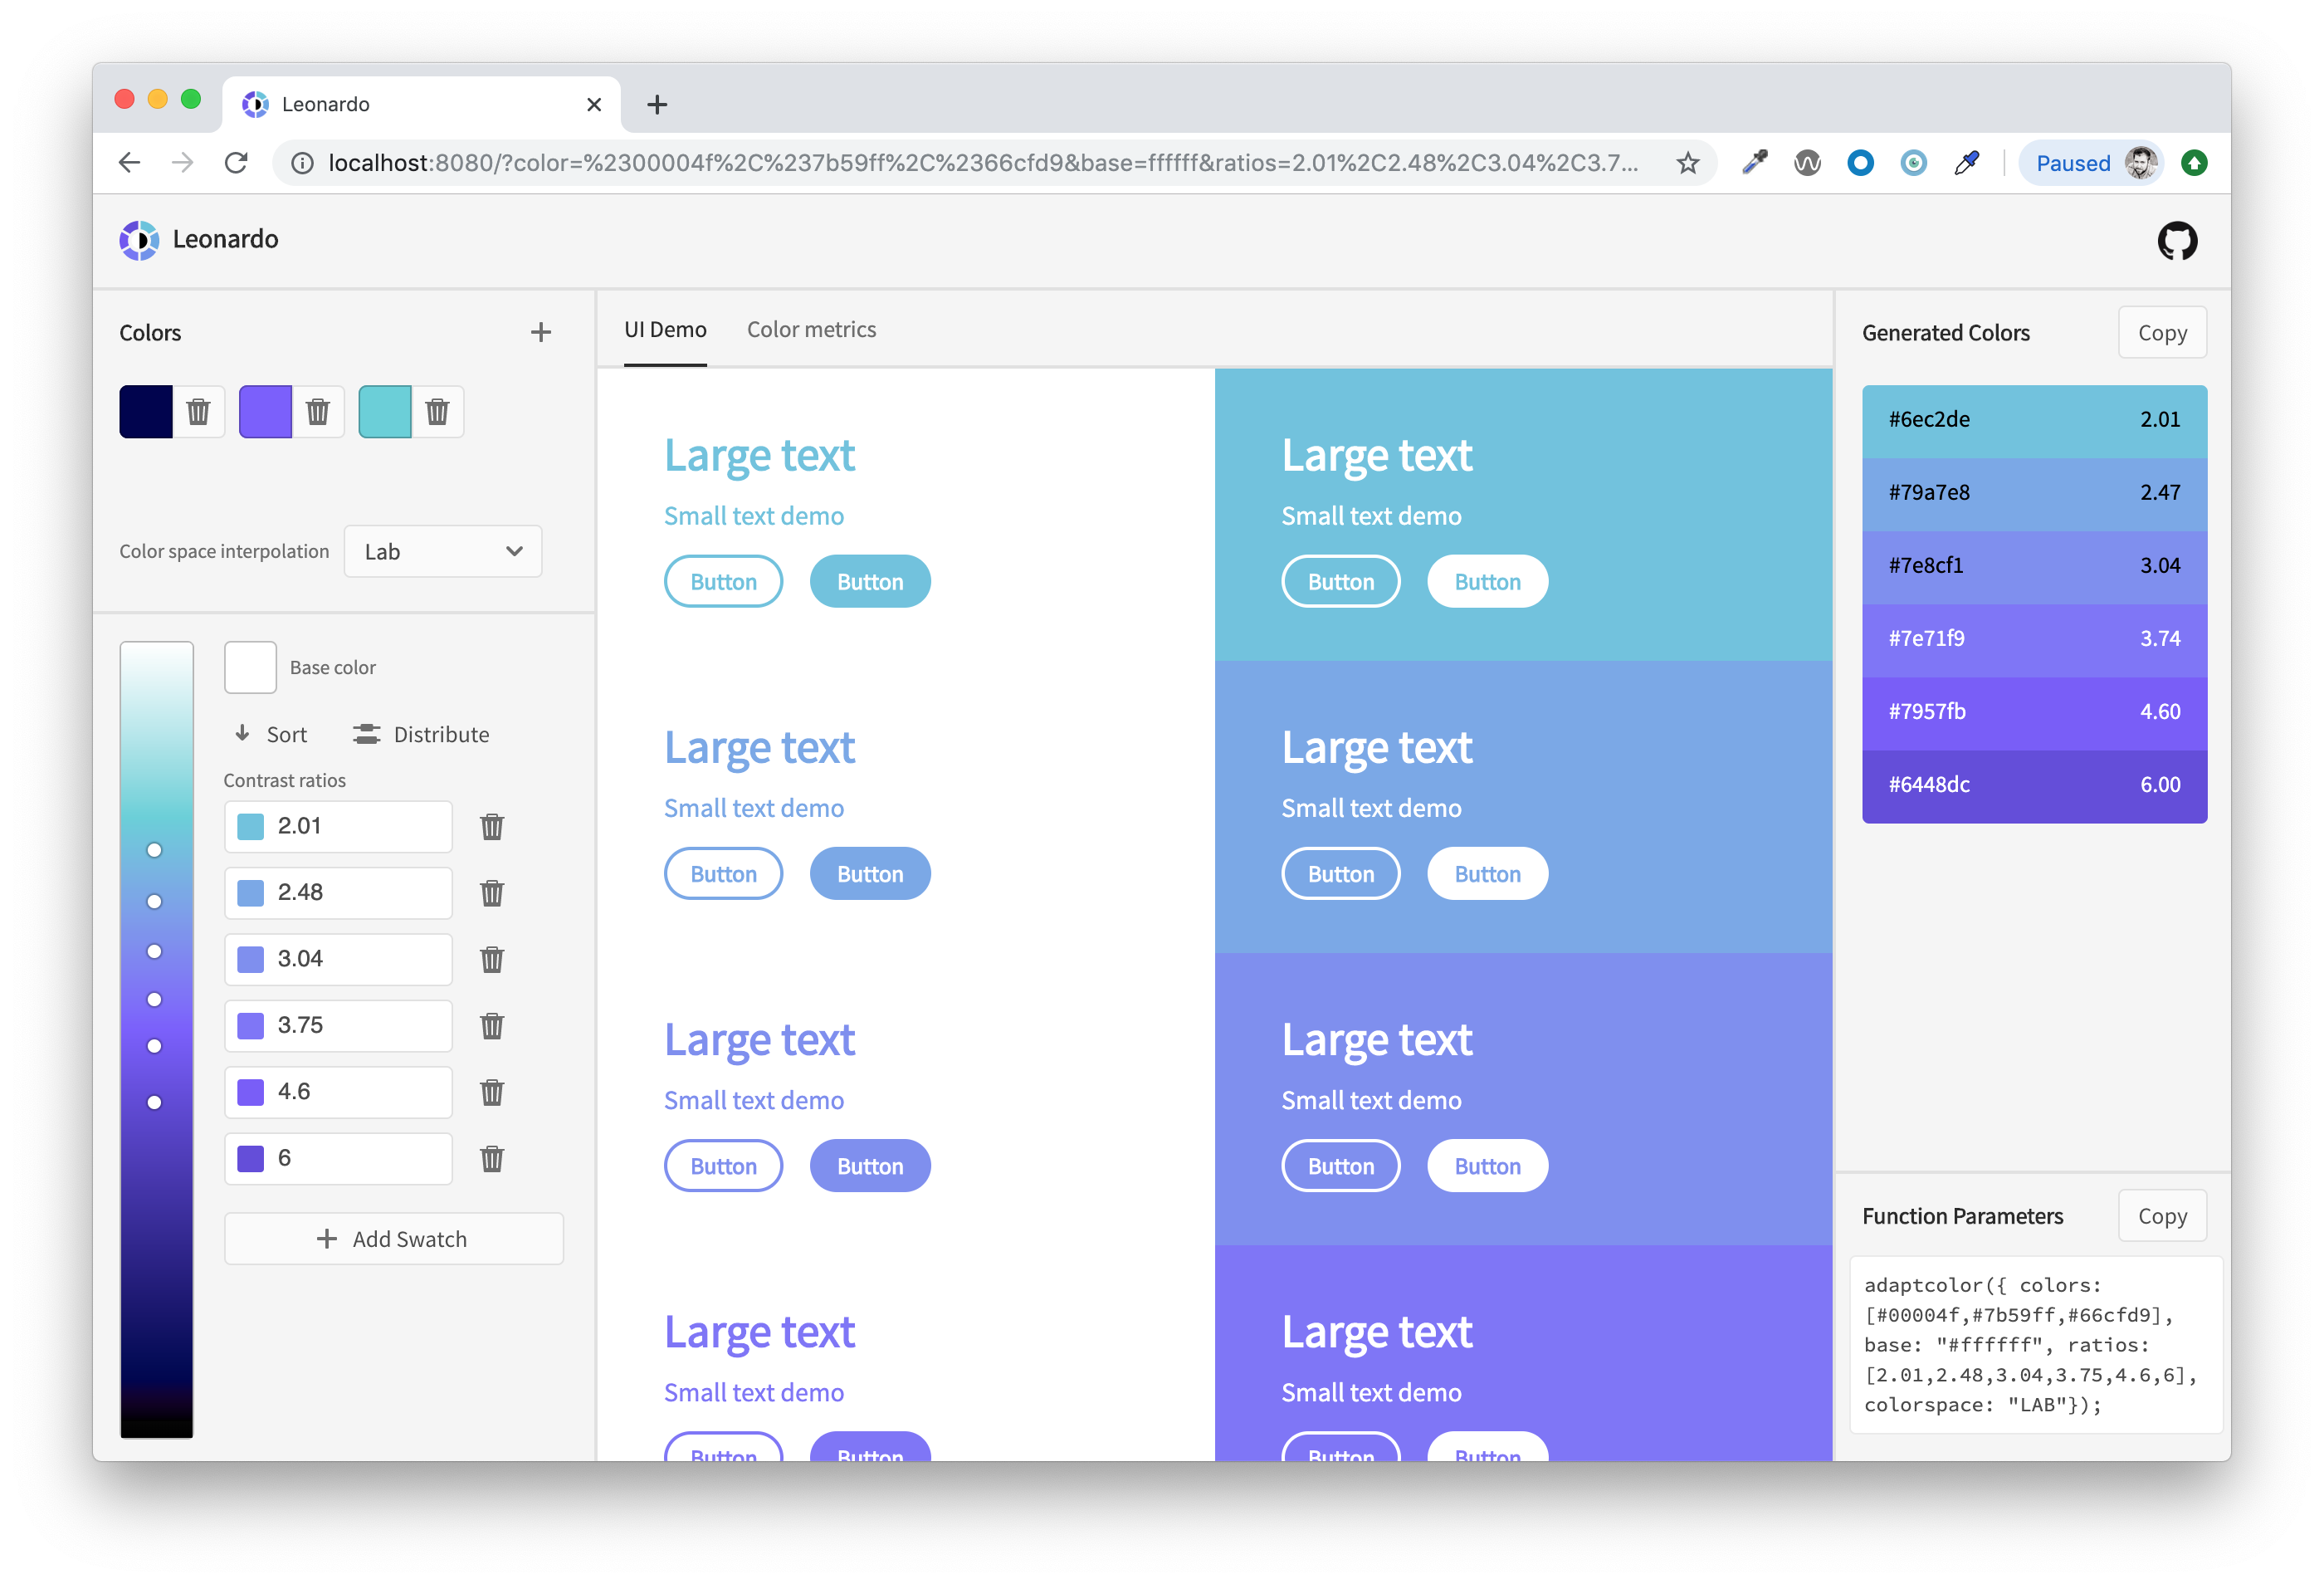 Leonardo
localhost:8080/?color=%2300004f%2C%237b59ff%2C%2366cfd9&base=ffffff&ratios=2.01%2C2.48%2C3.04%2C3.7...
Paused
Leonardo
Colors
Color space interpolation
Lab
Base color
Sort
Distribute
Contrast ratios
2.01
2.48
3.04
3.75
4.6
6
Add Swatch
UI Demo
Color metrics
Large text
Small text demo
Button
Button
Large text
Small text demo
Button
Button
Large text
Small text demo
Button
Button
Large text
Small text demo
Button
Button
Large text
Small text demo
Button
Button
Large text
Small text demo
Button
Button
Large text
Small text demo
Button
Button
Large text
Small text demo
Button
Button
Generated Colors
Copy
#6ec2de 2.01
#79a7e8 2.47
#7e8cf1 3.04
#7e71f9 3.74
#7957fb 4.60
#6448dc 6.00
Function Parameters
Copy
adaptcolor({ colors:
[#00004f,#7b59ff,#66cfd9],
base: "#ffffff", ratios:
[2.01,2.48,3.04,3.75,4.6,6],
colorspace: "LAB"});